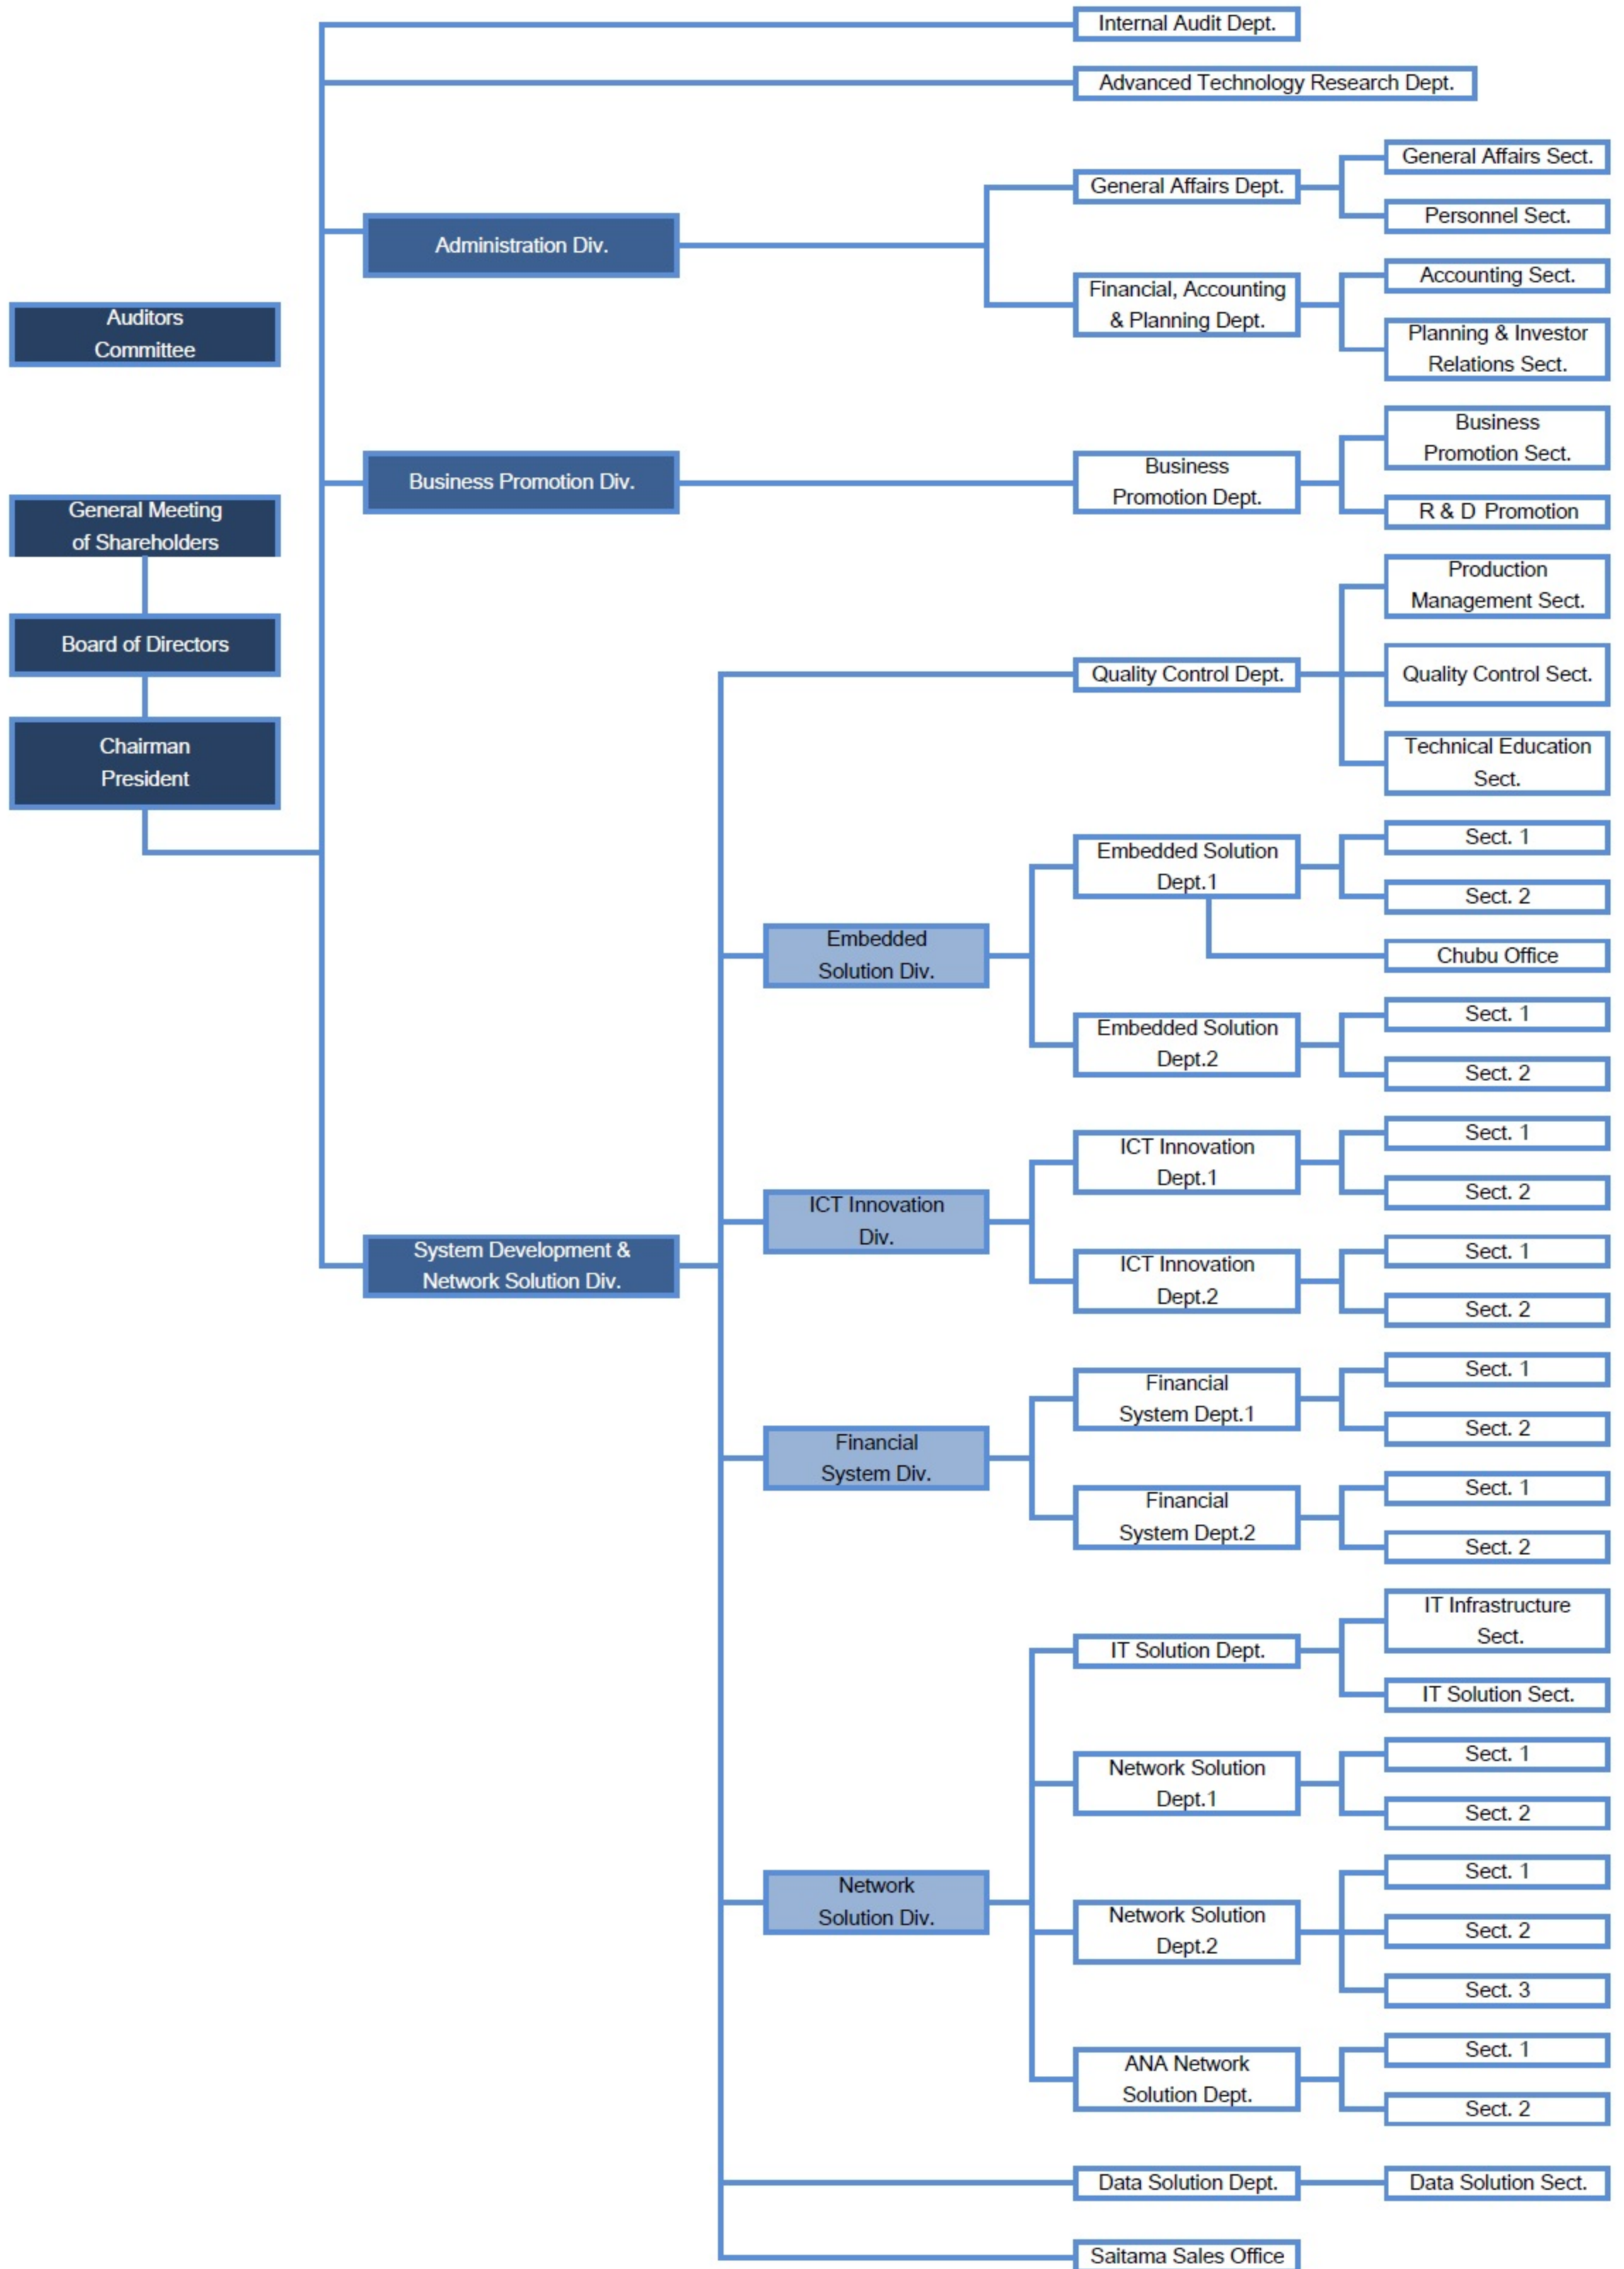 Internal Audit Dept.
Advanced Technology Research Dept.
General Affairs Dept.
General Affairs Sect.
Personnel Sect.
Administration Div.
Financial, Accounting
& Planning Dept.
Accounting Sect.
Planning & Investor
Relations Sect.
Auditors
Committee
Business Promotion Div.
Business
Promotion Dept.
Business
Promotion Sect.
R & D Promotion
General Meeting
of Shareholders
Board of Directors
Chairman
President
Quality Control Dept.
Production
Management Sect.
Quality Control Sect.
Technical Education
Sect.
System Development &
Network Solution Div.
Embedded
Solution Div.
Embedded Solution
Dept.1
Sect. 1
Sect. 2
Chubu Office
Embedded Solution
Dept.2
Sect. 1
Sect. 2
ICT Innovation
Div.
ICT Innovation
Dept.1
Sect. 1
Sect. 2
ICT Innovation
Dept.2
Sect. 1
Sect. 2
Financial
System Div.
Financial
System Dept.1
Sect. 1
Sect. 2
Financial
System Dept.2
Sect. 1
Sect. 2
Network
Solution Div.
IT Solution Dept.
IT Infrastructure
Sect.
IT Solution Sect.
Network Solution
Dept.1
Sect. 1
Sect. 2
Network Solution
Dept.2
Sect. 1
Sect. 2
Sect. 3
ANA Network
Solution Dept.
Sect. 1
Sect. 2
Data Solution Dept.
Data Solution Sect.
Saitama Sales Office